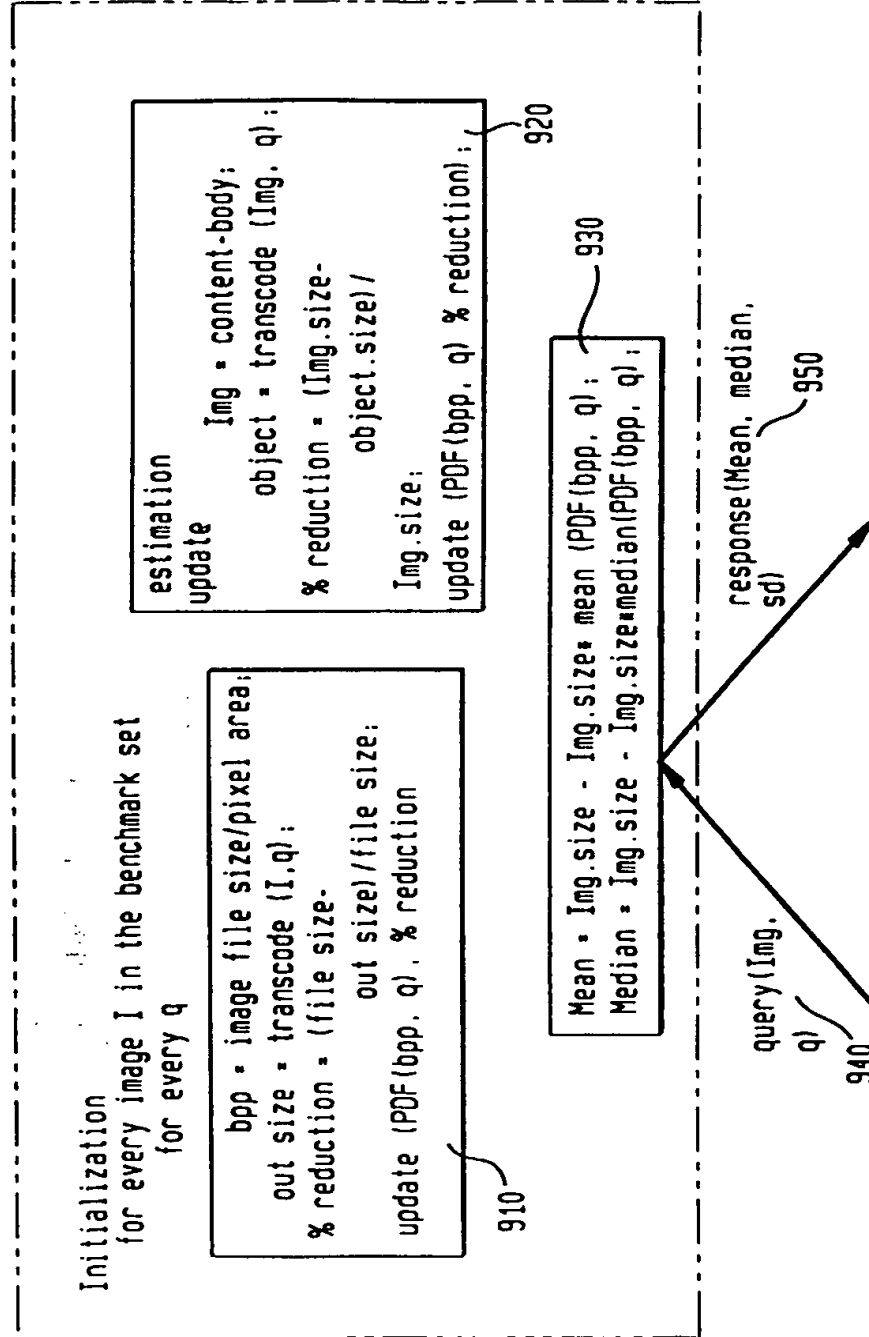 Initialization
for every image I in the benchmark set
for every q
bpp = image file size/pixel area;
out size = transcode (I,q);
% reduction = (file size-
out size)/file size;
update (PDF(bpp, q), % reduction
910
estimation
update
Img = content-body;
object = transcode (Img, q);
% reduction = (Img.size-
object.size)/
Img.size;
update (PDF(bpp, q) % reduction);
920
Mean = Img.size - Img.size* mean (PDF(bpp, q);
Median = Img.size - Img.size*median(PDF(bpp, q);
930
query(Img,
q)
940
response(Mean, median,
sd)
950